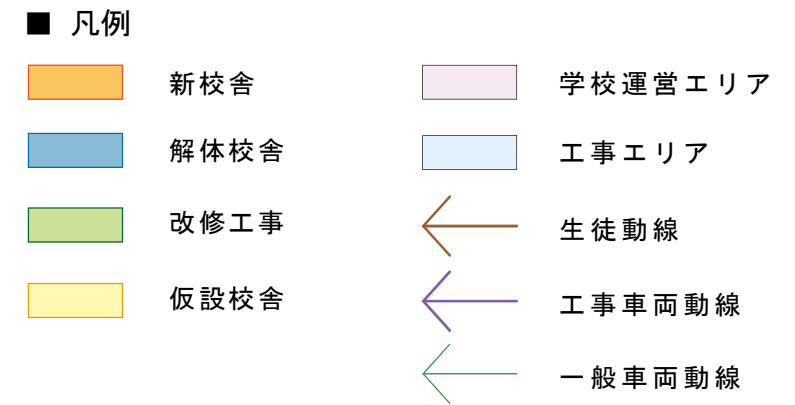 ■ 凡例
新校舎
解体校舎
改修工事
仮設校舎
学校運営エリア
工事エリア
生徒動線
工事車両動線
一般車両動線